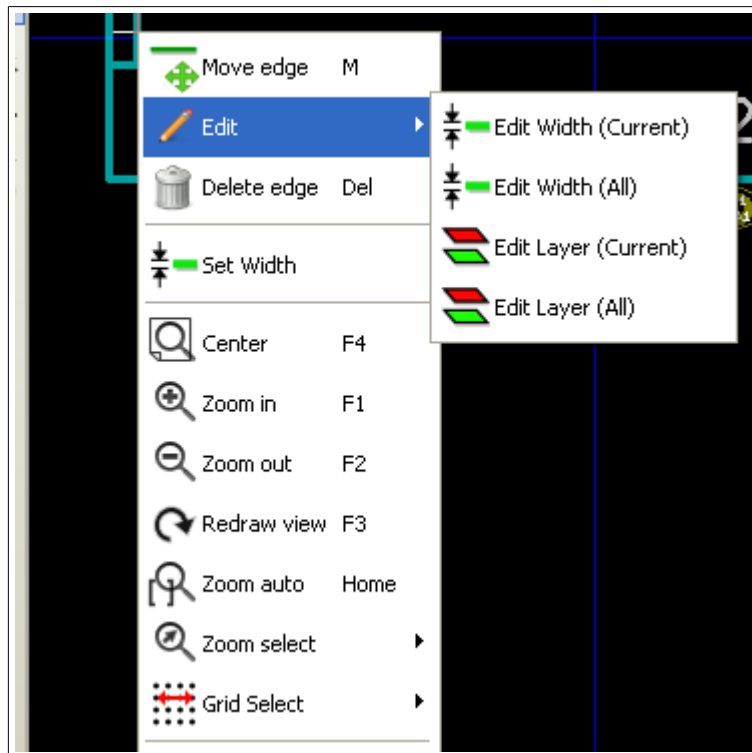 Move edge M
Edit
Delete edge Del
Set Width
Center F4
Zoom in F1
Zoom out F2
Redraw view F3
Zoom auto Home
Zoom select
Grid Select
Edit Width (Current)
Edit Width (All)
Edit Layer (Current)
Edit Layer (All)
2